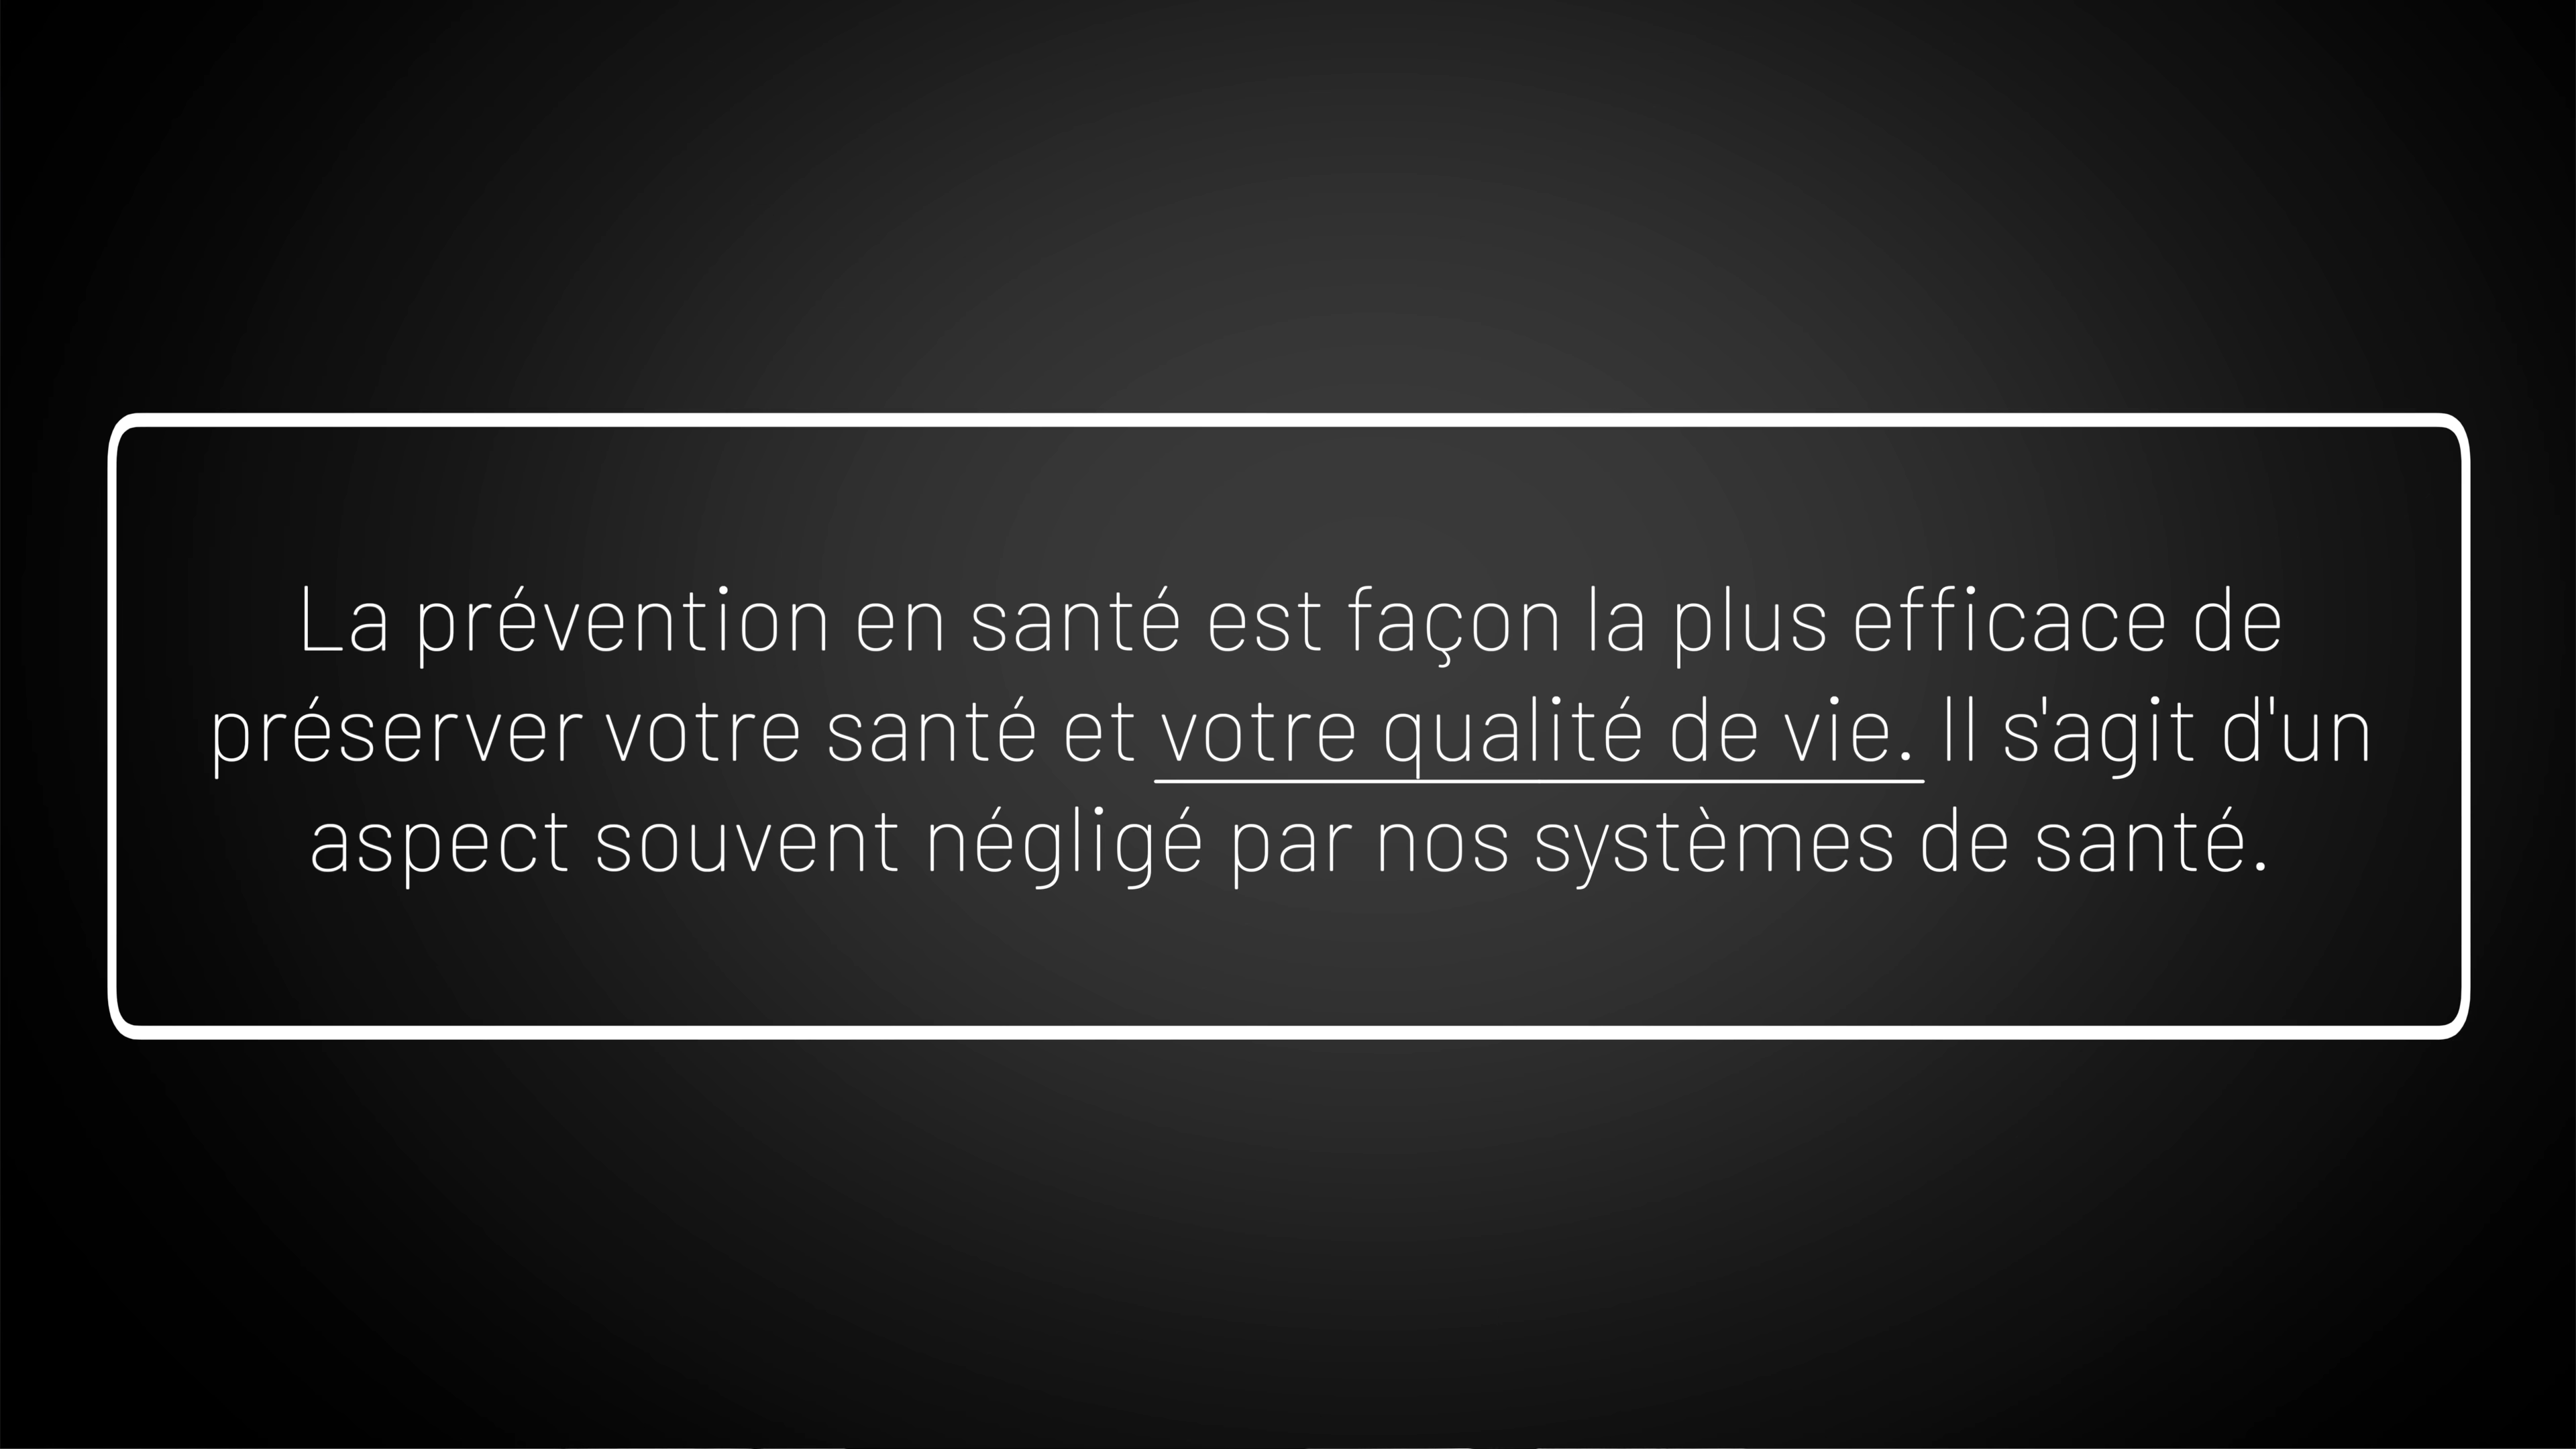 La prévention en santé est façon la plus efficace de
préserver votre santé et votre qualité de vie. Il s'agit d'un
aspect souvent négligé par nos systèmes de santé.